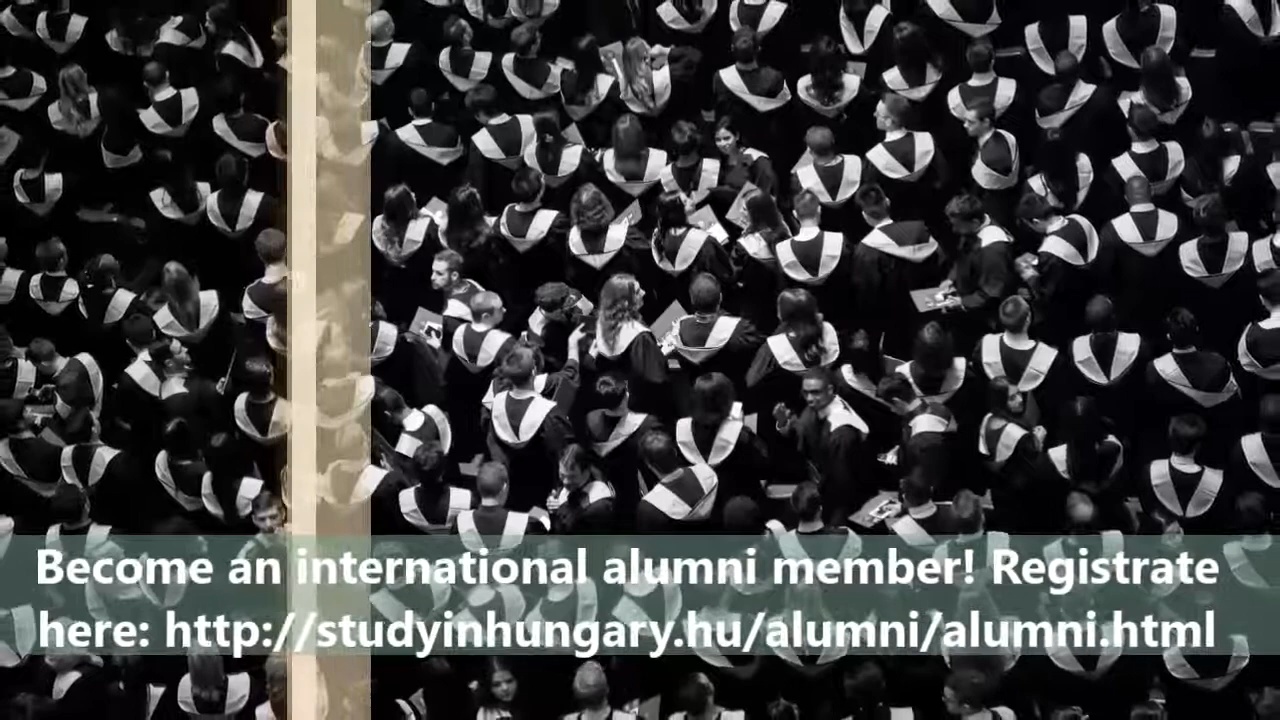 Become an international alumni member! Registrate
here: http://studyinhungary.hu/alumni/alumni.html